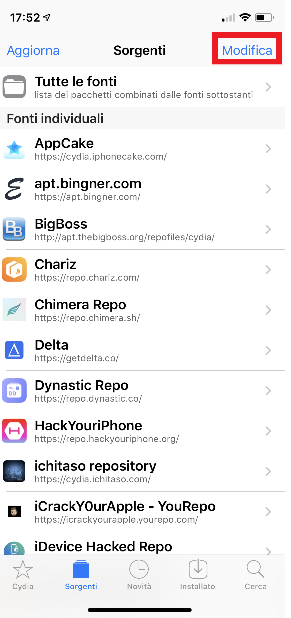 17:52
Aggiorna Sorgenti Modifica
Tutte le fonti
lista dei pacchetti combinati dalle fonti sottostanti
Fonti individuali
AppCake
https://cydia.iphonecake.com/
apt.bingner.com
https://apt.bingner.com/
BigBoss
http://apt.thebigboss.org/repofiles/cydia/
Chariz
https://repo.chariz.com/
Chimera Repo
https://repo.chimera.sh/
Delta
https://getdelta.co/
Dynastic Repo
https://repo.dynastic.co/
HackYouriPhone
https://repo.hackyouriphone.org/
ichitaso repository
https://cydia.ichitaso.com/
iCrackY0urApple - YouRepo
https://icrackyourapple.yourepo.com/
iDevice Hacked Repo
Cydia Sorgenti Novità Installato Cerca